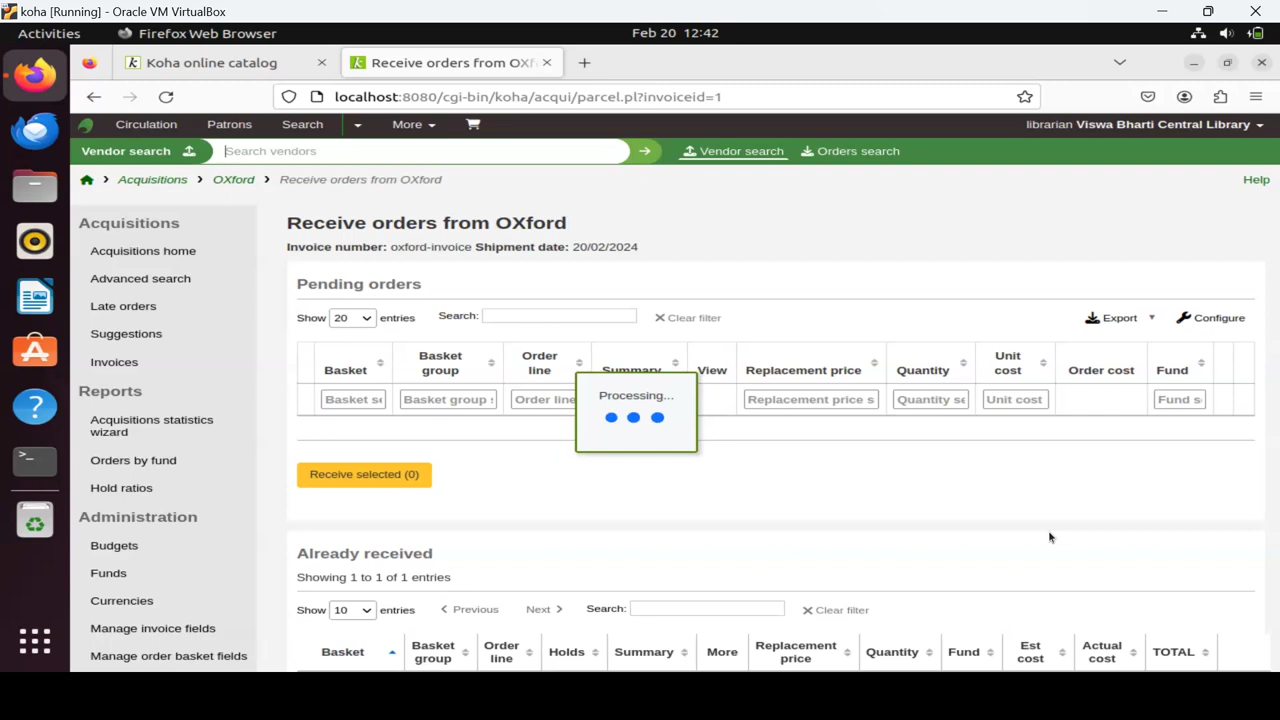 koha [Running] - Oracle VM VirtualBox
Activities Firefox Web Browser Feb 20 12:42
Koha online catalog Receive orders from OXf
localhost:8080/cgi-bin/koha/acqui/parcel.pl?invoiceid=1
Circulation Patrons Search More librarian Viswa Bharti Central Library
Vendor search Search vendors Vendor search Orders search
Acquisitions OXford Receive orders from OXford Help
Acquisitions
Acquisitions home
Advanced search
Late orders
Suggestions
Invoices
Reports
Acquisitions statistics
wizard
Orders by fund
Hold ratios
Administration
Budgets
Funds
Currencies
Manage invoice fields
Manage order basket fields
Receive orders from OXford
Invoice number: oxford-invoice Shipment date: 20/02/2024
Pending orders
Show 20 entries Search: Clear filter Export Configure
Basket Basket group Order line Summary View Replacement price Quantity Unit cost Order cost Fund
Basket se Basket group s Order line Replacement price s Quantity se Unit cost Fund s
Processing...
Receive selected (0)
Already received
Showing 1 to 1 of 1 entries
Show 10 entries Previous Next Search: Clear filter
Basket Basket group Order line Holds Summary More Replacement price Quantity Fund Est cost Actual cost TOTAL